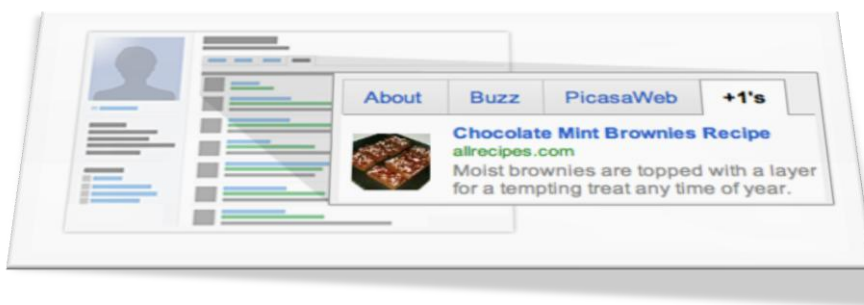 About Buzz PicasaWeb +1's
Chocolate Mint Brownies Recipe
allrecipes.com
Moist brownies are topped with a layer
for a tempting treat any time of year.